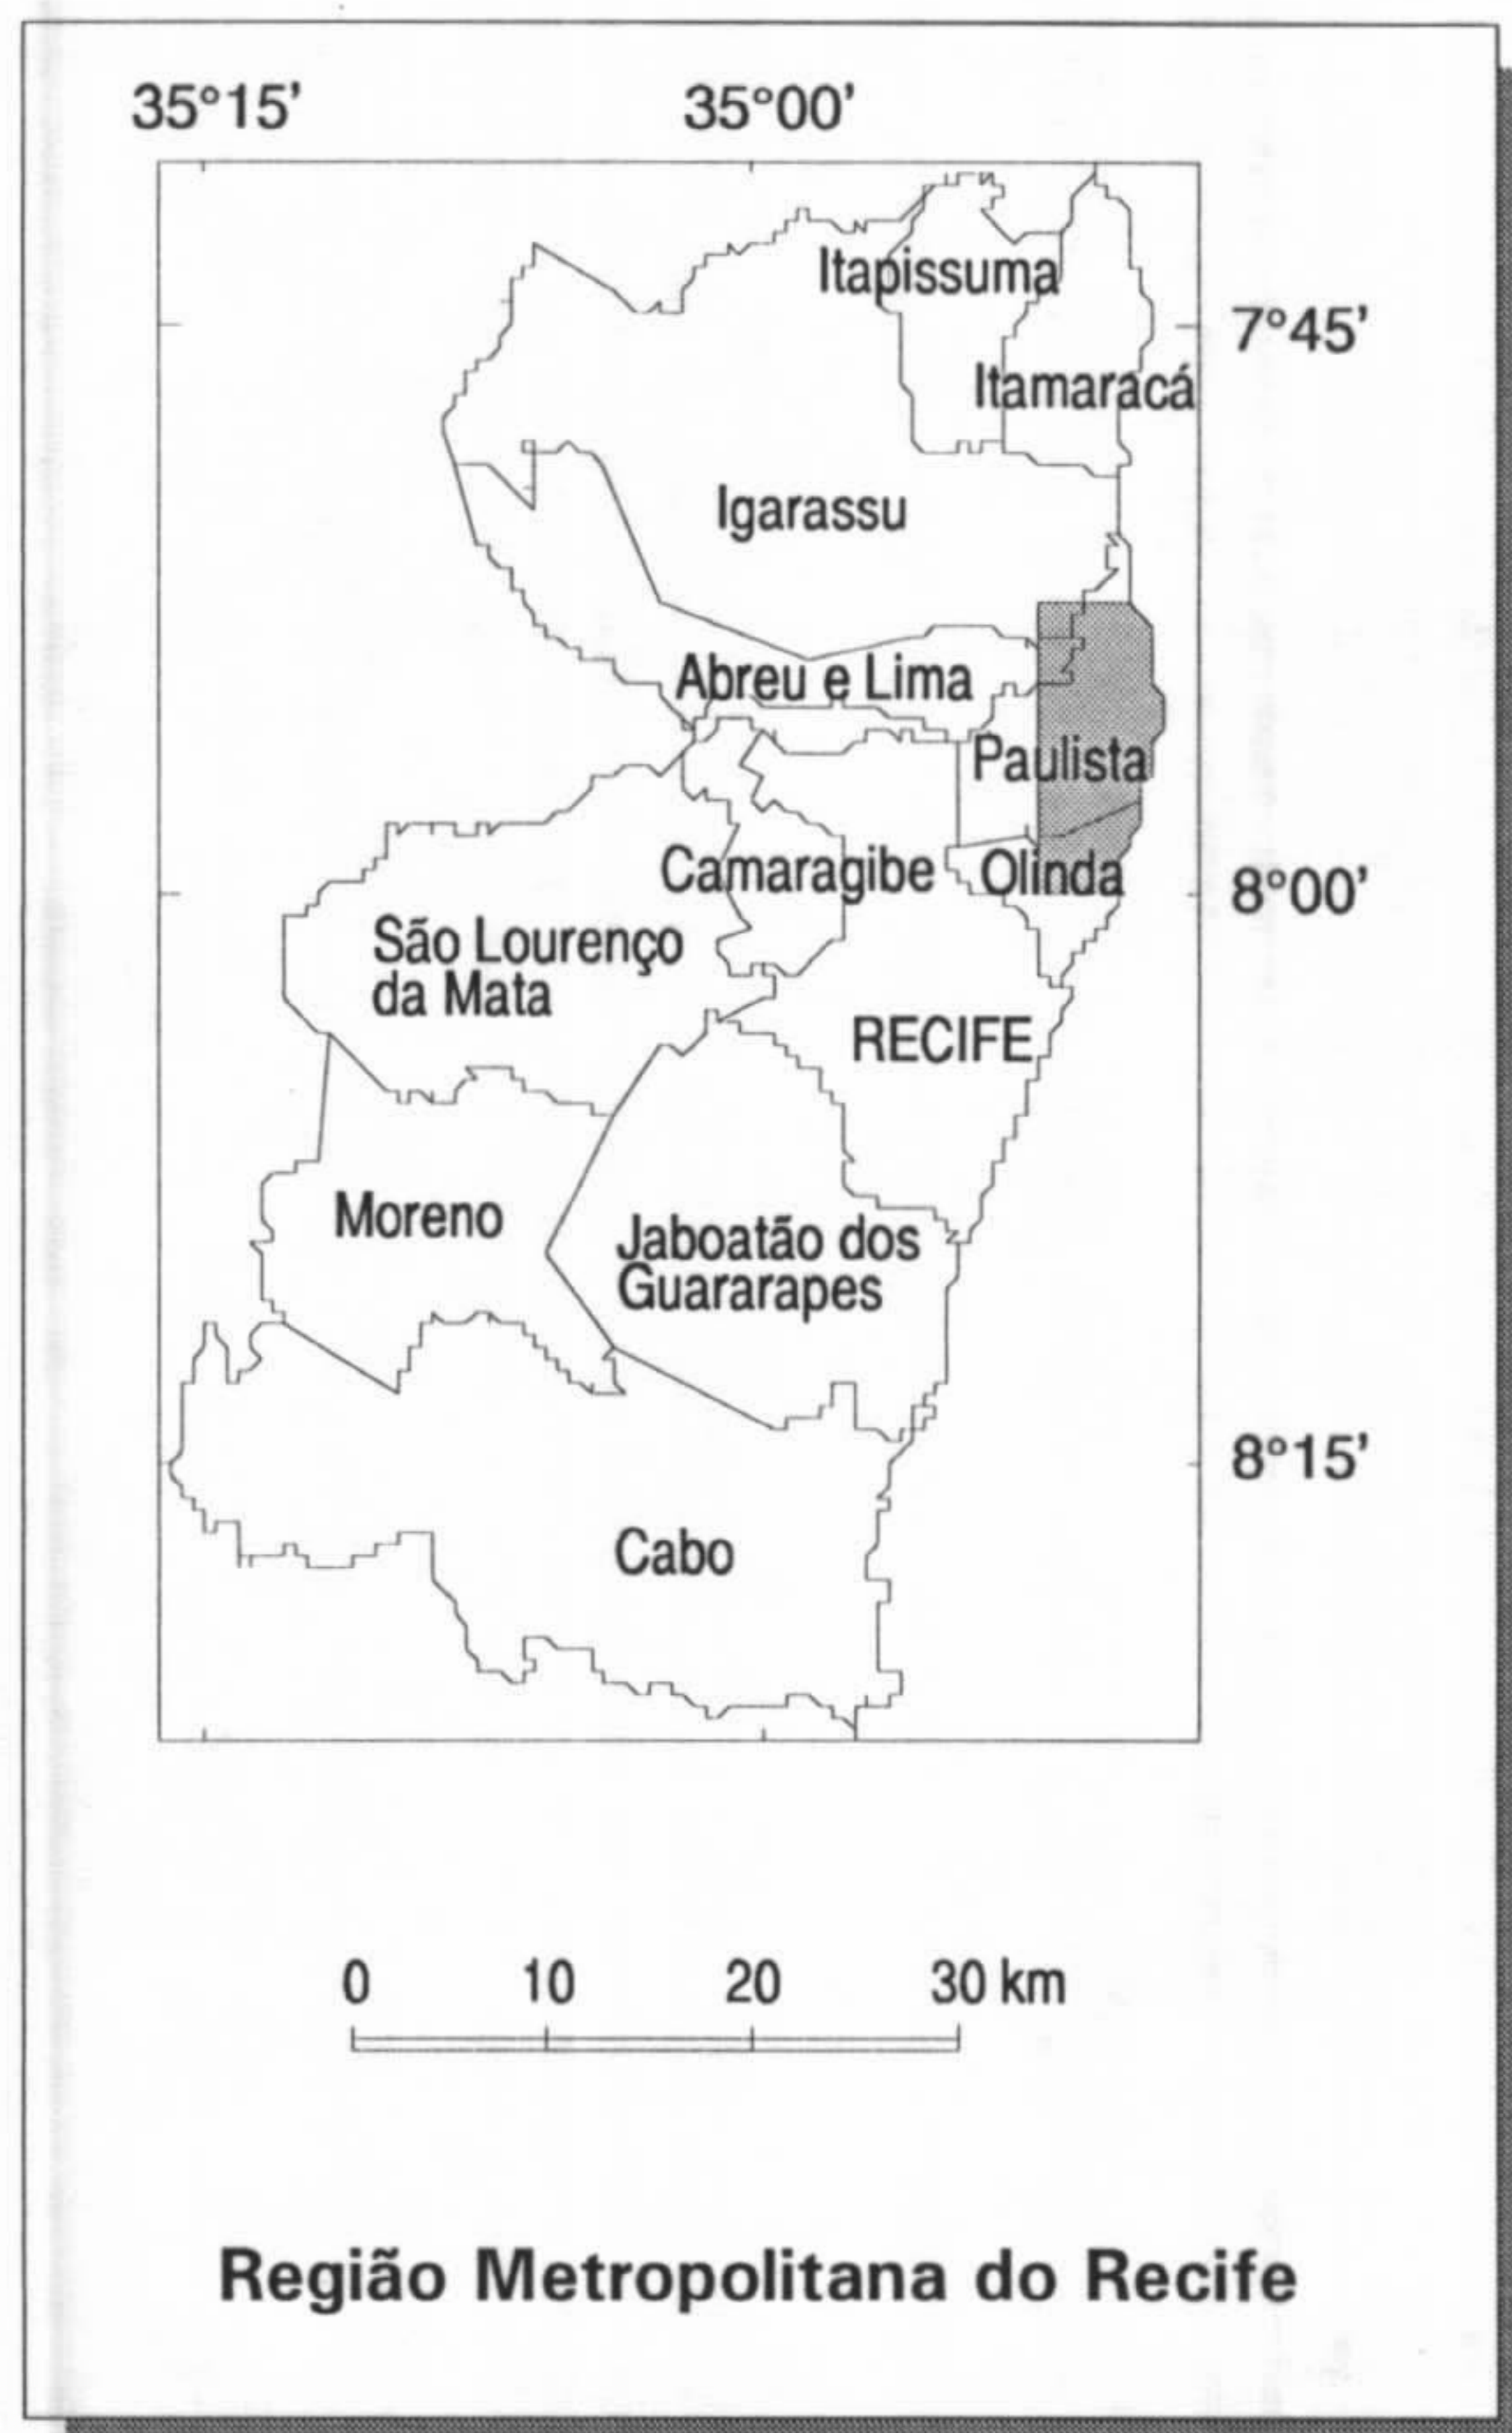 35°15' 35°00'
Itapissuma
7°45'
Itamaracá
Igarassu
Abreu e Lima
Paulista
Camaragibe
Olinda
8°00'
São Lourenço
da Mata
RECIFE
Moreno
Jaboatão dos
Guararapes
8°15'
Cabo
0 10 20 30 km
Região Metropolitana do Recife